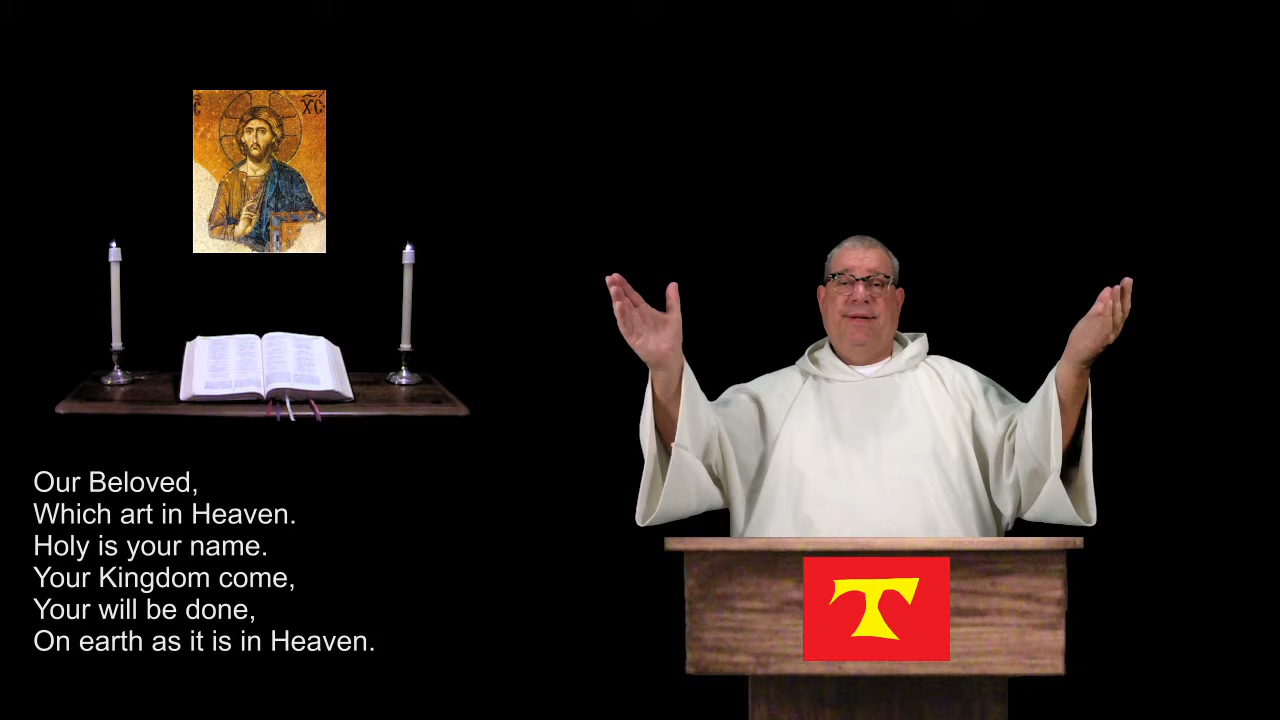 XC
Our Beloved,
Which art in Heaven.
Holy is your name.
Your Kingdom come,
Your will be done,
On earth as it is in Heaven.
T